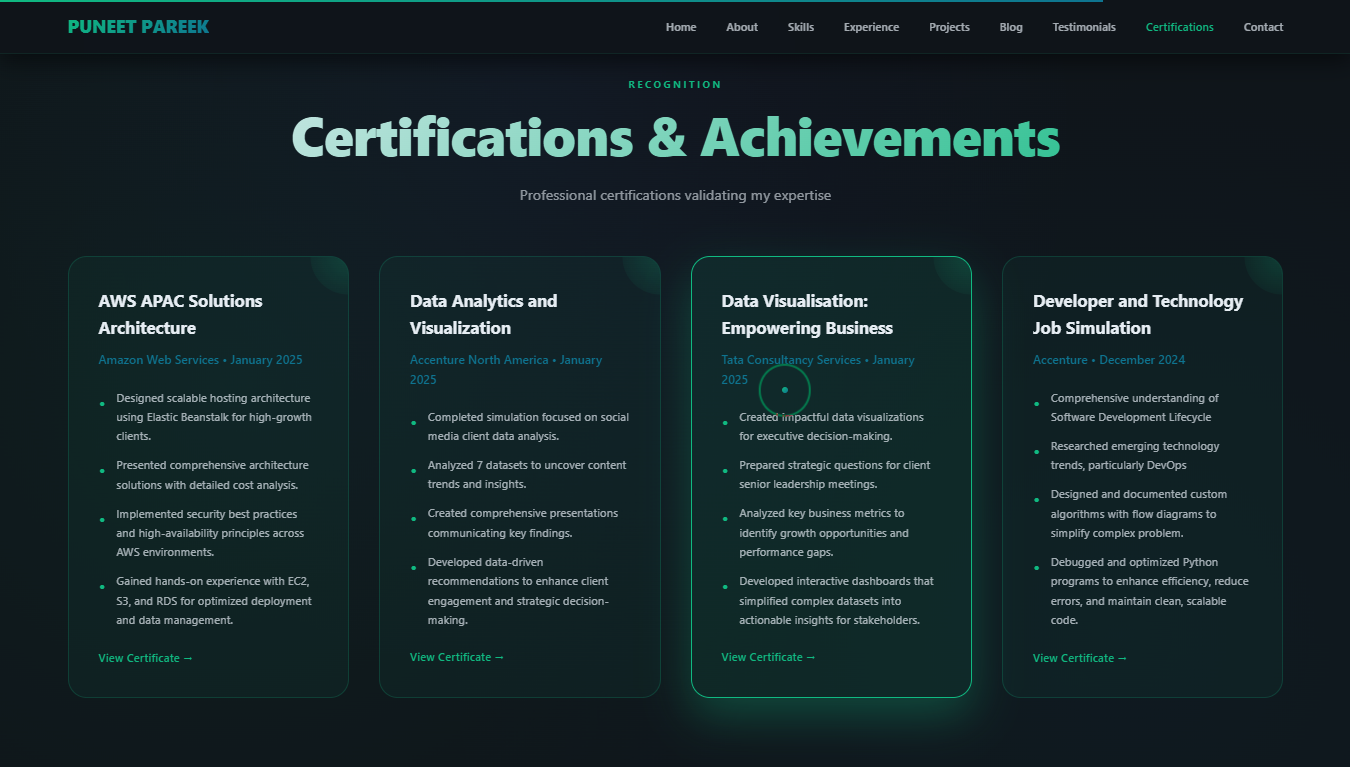 PUNEET PAREEK
Home About Skills Experience Projects Blog Testimonials Certifications Contact
RECOGNITION
Certifications & Achievements
Professional certifications validating my expertise
AWS APAC Solutions
Architecture
Amazon Web Services • January 2025
• Designed scalable hosting architecture
using Elastic Beanstalk for high-growth
clients.
• Presented comprehensive architecture
solutions with detailed cost analysis.
• Implemented security best practices
and high-availability principles across
AWS environments.
• Gained hands-on experience with EC2,
S3, and RDS for optimized deployment
and data management.
View Certificate →
Data Analytics and
Visualization
Accenture North America • January
2025
• Completed simulation focused on social
media client data analysis.
• Analyzed 7 datasets to uncover content
trends and insights.
• Created comprehensive presentations
communicating key findings.
• Developed data-driven
recommendations to enhance client
engagement and strategic decision-
making.
View Certificate →
Data Visualisation:
Empowering Business
Tata Consultancy Services • January
2025
• Created impactful data visualizations
for executive decision-making.
• Prepared strategic questions for client
senior leadership meetings.
• Analyzed key business metrics to
identify growth opportunities and
performance gaps.
• Developed interactive dashboards that
simplified complex datasets into
actionable insights for stakeholders.
View Certificate →
Developer and Technology
Job Simulation
Accenture • December 2024
• Comprehensive understanding of
Software Development Lifecycle
• Researched emerging technology
trends, particularly DevOps
• Designed and documented custom
algorithms with flow diagrams to
simplify complex problem.
• Debugged and optimized Python
programs to enhance efficiency, reduce
errors, and maintain clean, scalable
code.
View Certificate →